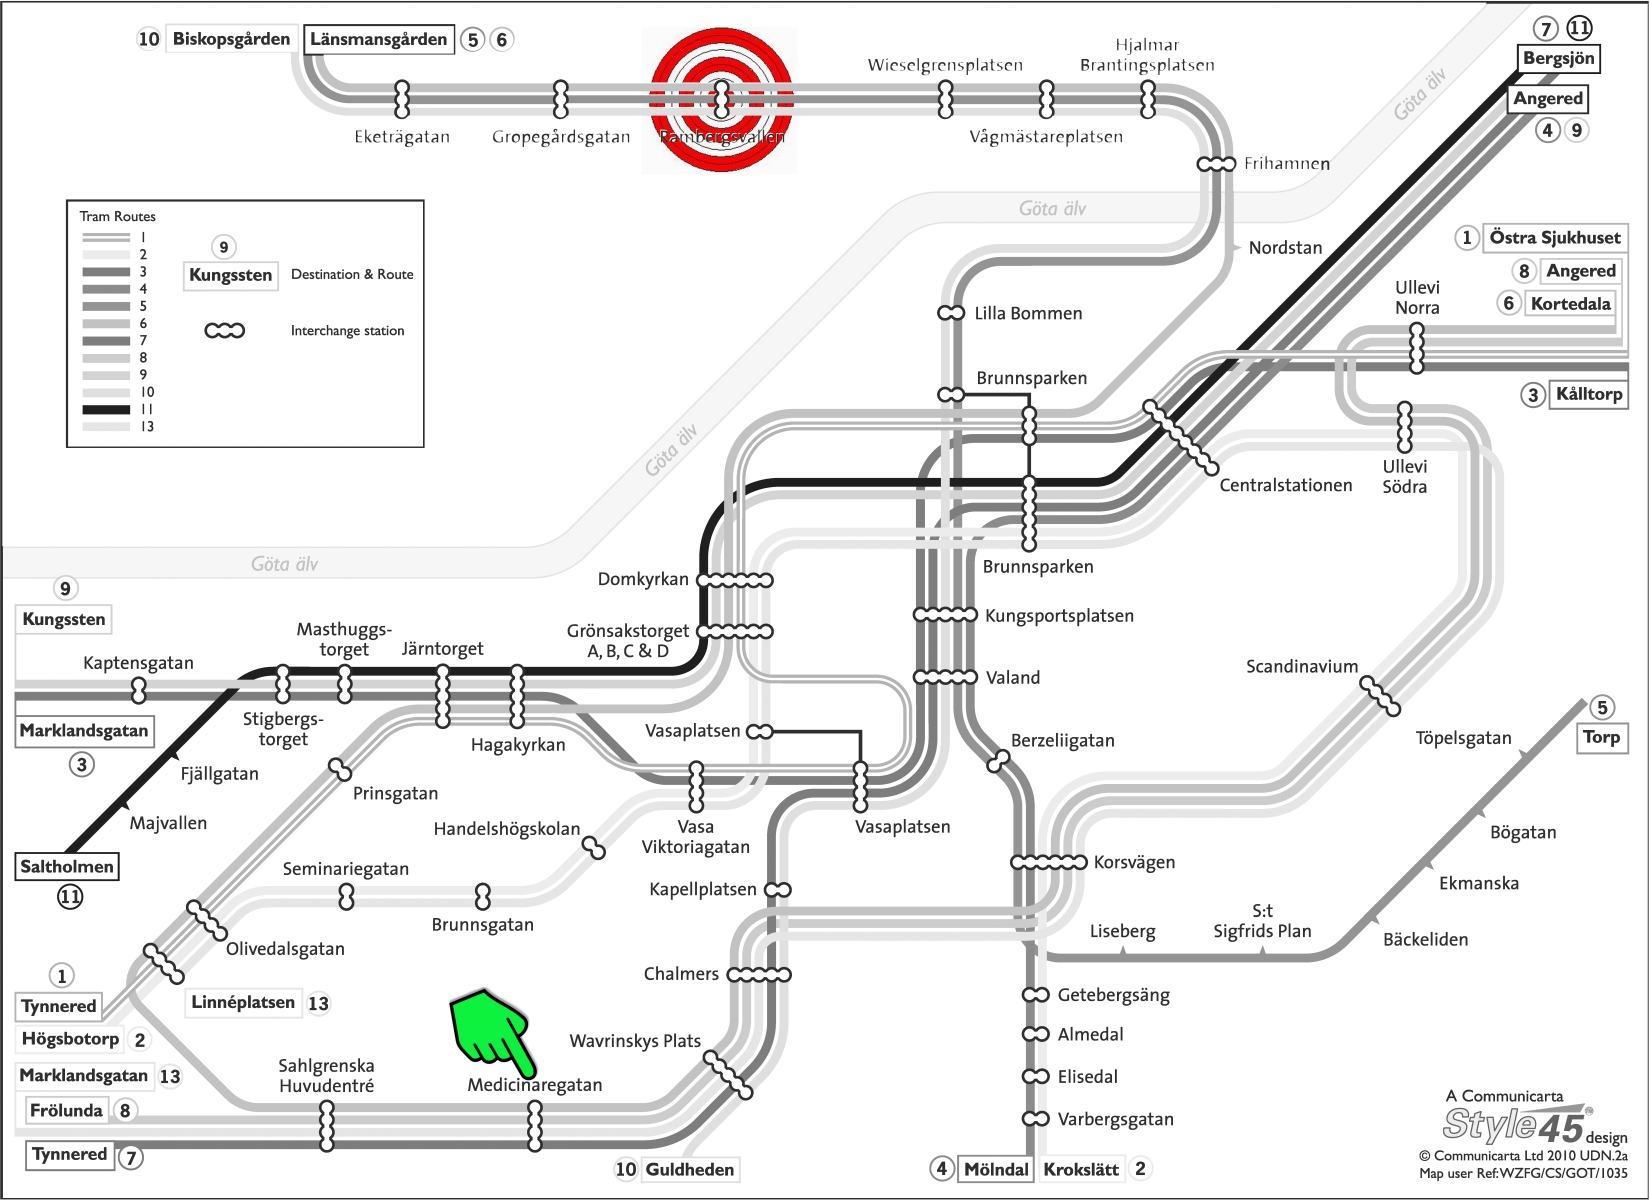 10 Biskopsgården
Länsmansgården 5 6
Hjalmar
Brantingsplatsen
Wieselgrensplatsen
Eketrägatan
Gropegårdsgatan
Rambergsvallen
Vågmästareplatsen
Frihamnen
Göta älv
7 11
Bergsjön
Angered
4 9
Tram Routes
1
2
3
4
5
6
7
8
9
10
11
13
9
Kungssten
Destination & Route
Interchange station
Göta älv
Nordstan
1 Östra Sjukhuset
8 Angered
6 Kortedala
Ullevi
Norra
3 Kålltorp
Lilla Bommen
Brunnsparken
Göta älv
Centralstationen
Ullevi
Södra
Göta älv
Brunnsparken
Domkyrkan
9
Kungssten
Kungsportsplatsen
Grönsakstorget
A, B, C & D
Masthuggs-
torget
Järntorget
Kaptensgatan
Valand
Scandinavium
Marklandsgatan
3
Stigbergs-
torget
Hagakyrkan
Vasaplatsen
Berzeliigatan
5
Torp
Töpelsgatan
Fjällgatan
Prinsgatan
Majvallen
Handelshögskolan
Vasa
Viktoriagatan
Vasaplatsen
Bögatan
Saltholmen
11
Seminariegatan
Kapellplatsen
Korsvägen
Ekmanska
Brunnsgatan
Liseberg
S:t
Sigfrids Plan
Bäckeliden
Olivedalsgatan
Chalmers
1
Tynnered
Linnéplatsen 13
Getebergsäng
Högsbotorp 2
Wavrinskys Plats
Almedal
Marklandsgatan 13
Sahlgrenska
Huvudentré
Medicinaregatan
Elisedal
Frölunda 8
Varbergsgatan
Tynnered 7
10 Guldheden
4 Mölndal
Krokslätt 2
A Communicarta
Style45®
design
© Communicarta Ltd 2010 UDN.2a
Map user Ref:WZFG/CS/GOT/1035